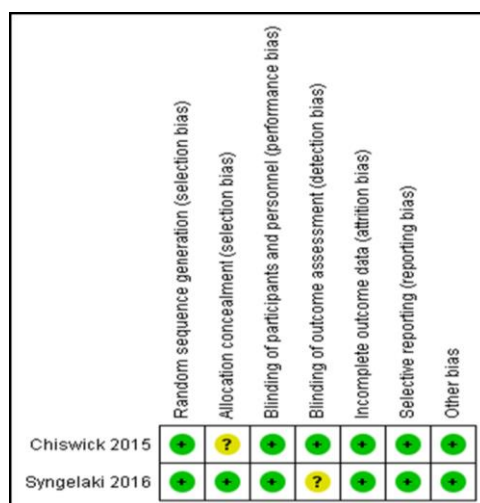 Random sequence generation (selection bias)
Allocation concealment (selection bias)
Blinding of participants and personnel (performance bias)
Blinding of outcome assessment (detection bias)
Incomplete outcome data (attrition bias)
Selective reporting (reporting bias)
Other bias
Chiswick 2015 + ? + + + + +
Syngelaki 2016 + + + ? + + +